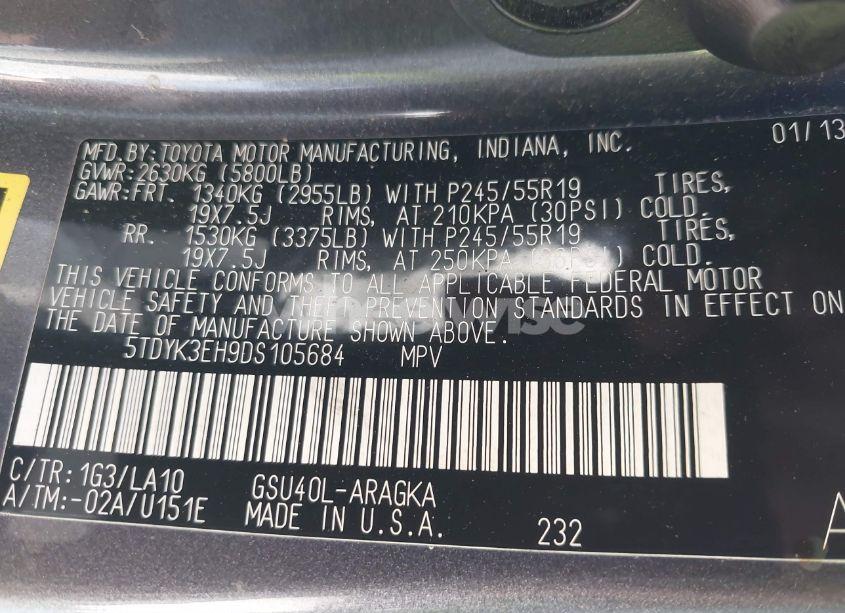 MFD.BY:TOYOTA MOTOR MANUFACTURING, INDIANA, INC. 01/13
GVWR:2630KG (5800LB)
GAWR:FRT. 1340KG (2955LB) WITH P245/55R19 TIRES,
19X7.5J RIMS, AT 210KPA (30PSI) COLD.
RR. 1530KG (3375LB) WITH P245/55R19 TIRES,
19X7.5J RIMS, AT 250KPA COLD.
THIS VEHICLE CONFORMS TO ALL APPLICABLE FEDERAL MOTOR
VEHICLE SAFETY AND THEFT PREVENTION STANDARDS IN EFFECT ON
THE DATE OF MANUFACTURE SHOWN ABOVE.
5TDYK3EH9DS105684 MPV
C/TR:1G3/LA10 GSU40L-ARAGKA
A/TM:-02A/U151E MADE IN U.S.A. 232
A